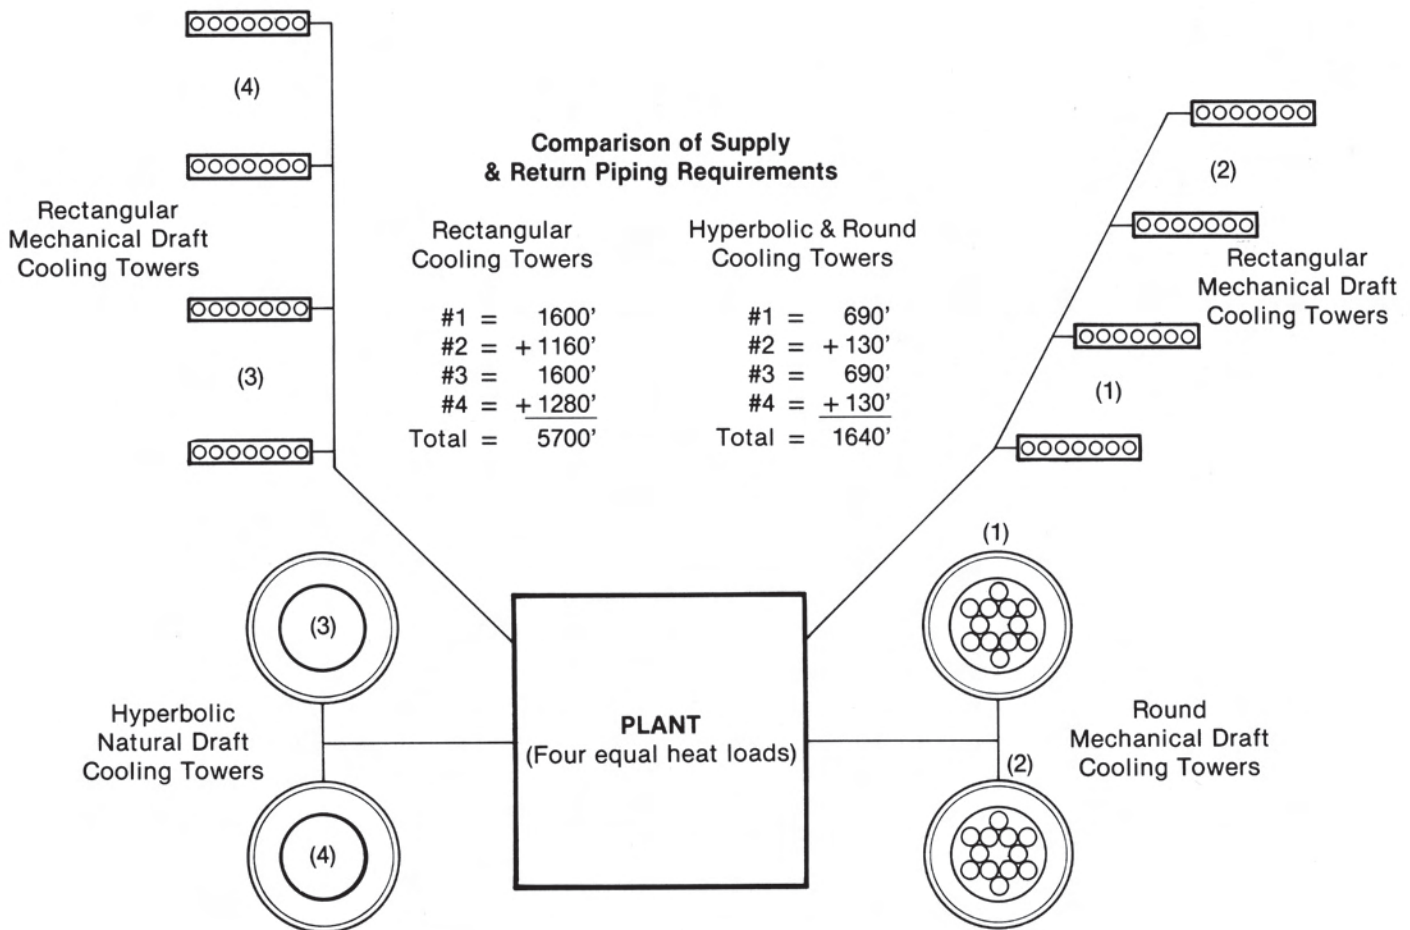 (4)
Rectangular
Mechanical Draft
Cooling Towers
(3)
Comparison of Supply
& Return Piping Requirements
Rectangular
Cooling Towers
#1 = 1600’
#2 = + 1160’
#3 = 1600’
#4 = + 1280’
Total = 5700’
Hyperbolic & Round
Cooling Towers
#1 = 690’
#2 = + 130’
#3 = 690’
#4 = + 130’
Total = 1640’
(2)
Rectangular
Mechanical Draft
Cooling Towers
(1)
(3)
Hyperbolic
Natural Draft
Cooling Towers
(4)
PLANT
(Four equal heat loads)
(1)
Round
Mechanical Draft
Cooling Towers
(2)